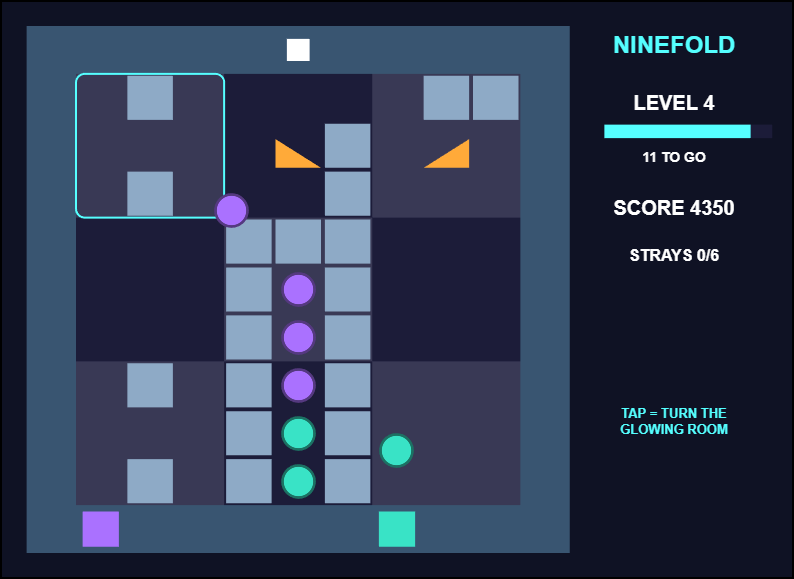 NINEFOLD
LEVEL 4
11 TO GO
SCORE 4350
STRAYS 0/6
TAP = TURN THE
GLOWING ROOM